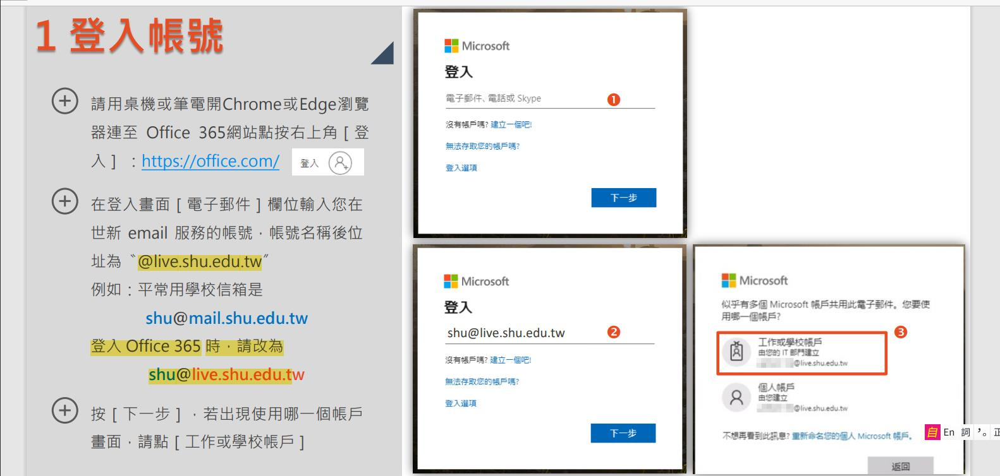 1 登入帳號
請用桌機或筆電開Chrome或Edge瀏覽
器連至 Office 365網站點按右上角 [ 登
入 ] ：https://office.com/
登入
在登入畫面 [ 電子郵件 ] 欄位輸入您在
世新 email 服務的帳號，帳號名稱後位
址為〝@live.shu.edu.tw〞
例如：平常用學校信箱是
shu@mail.shu.edu.tw
登入 Office 365 時，請改為
shu@live.shu.edu.tw
按 [ 下一步 ] ，若出現使用哪一個帳戶
畫面，請點 [ 工作或學校帳戶 ]
Microsoft
登入
電子郵件、電話或 Skype
1
沒有帳戶嗎? 建立一個吧!
無法存取您的帳戶嗎?
登入選項
下一步
Microsoft
登入
shu@live.shu.edu.tw
2
沒有帳戶嗎? 建立一個吧!
無法存取您的帳戶嗎?
登入選項
下一步
Microsoft
似乎有多個 Microsoft 帳戶共用此電子郵件。您要使
用哪一個帳戶?
3
工作或學校帳戶
由您的 IT 部門建立
@live.shu.edu.tw
個人帳戶
由您建立
@live.shu.edu.tw
不想再看到此訊息? 重新命名您的個人 Microsoft 帳戶。
返回
自 En 詞 ，。 正